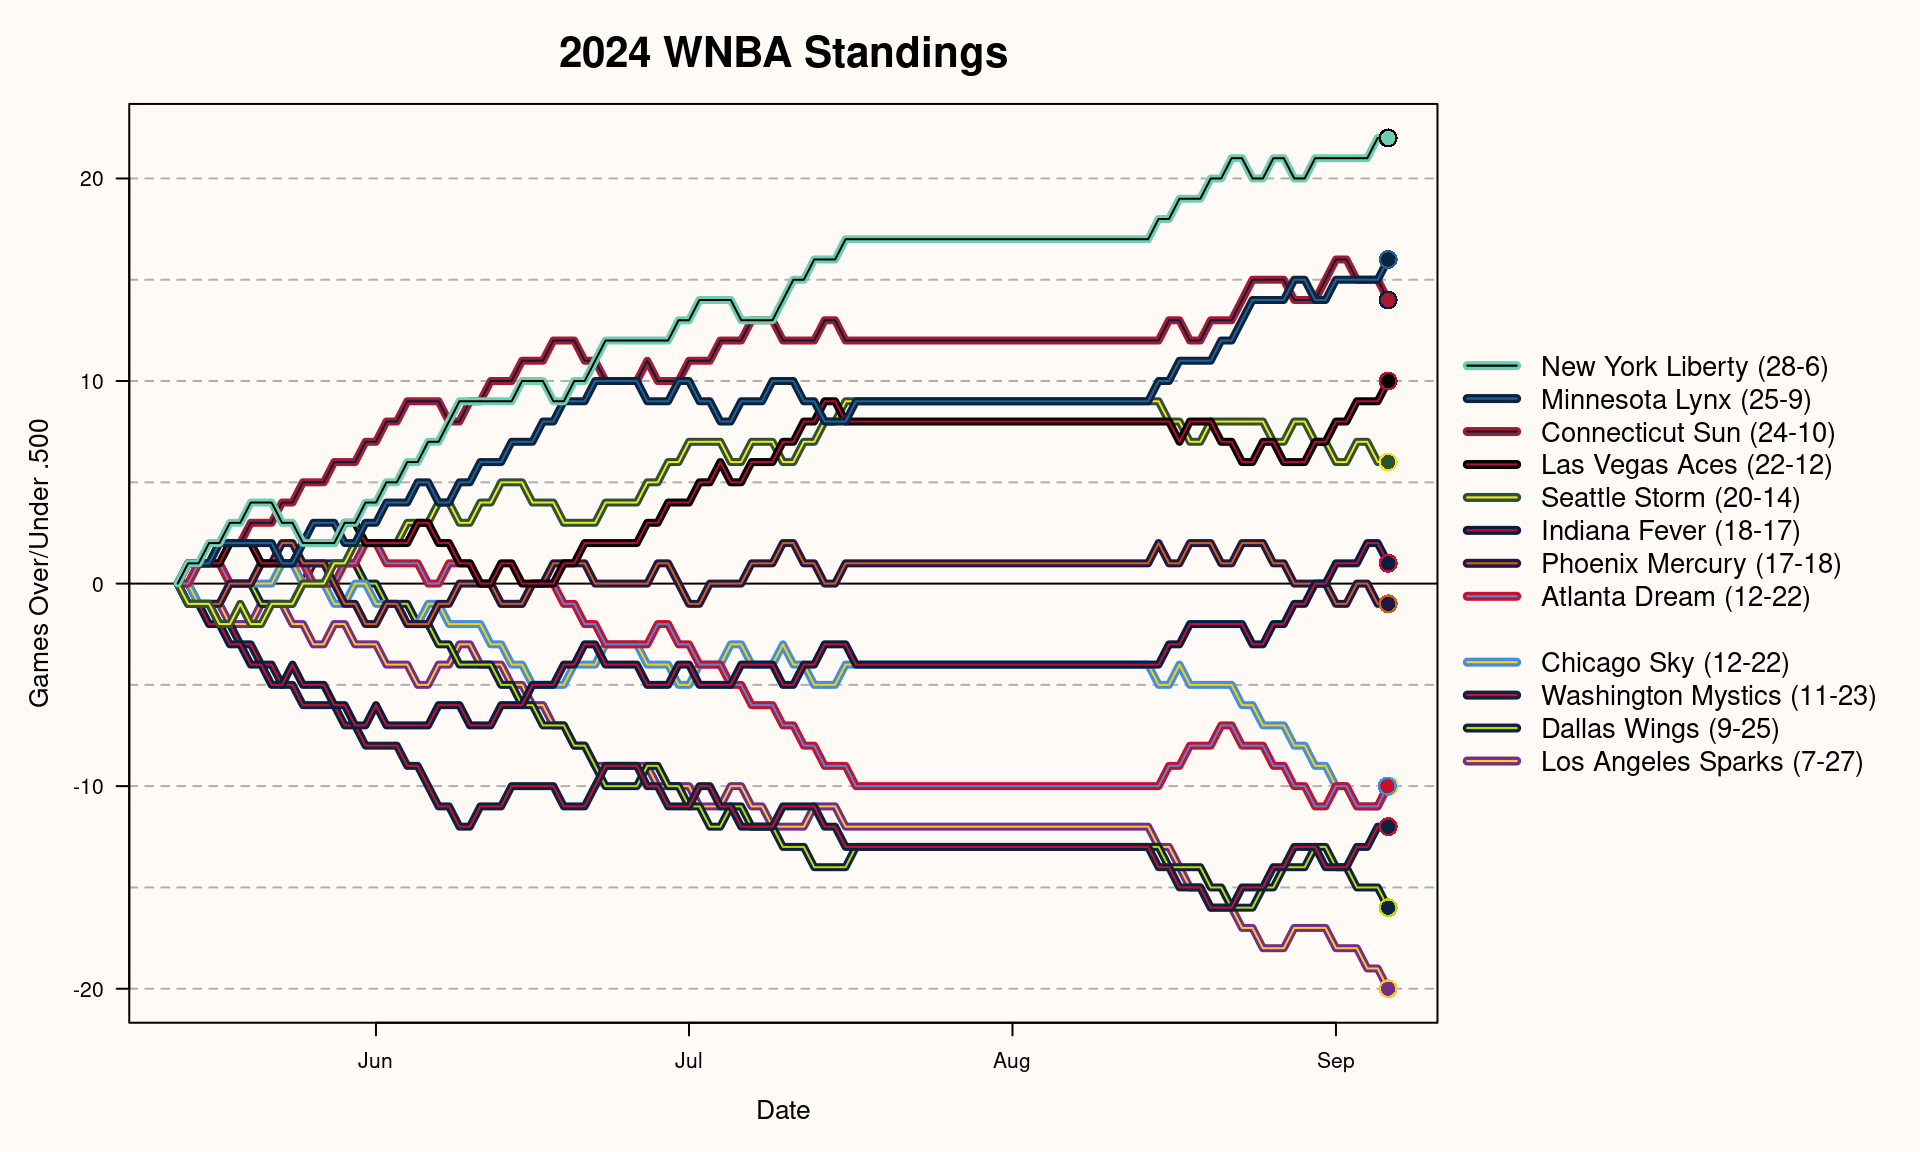 2024 WNBA Standings
Games Over/Under .500
20
10
0
-10
-20
Jun
Jul
Aug
Sep
Date
New York Liberty (28-6)
Minnesota Lynx (25-9)
Connecticut Sun (24-10)
Las Vegas Aces (22-12)
Seattle Storm (20-14)
Indiana Fever (18-17)
Phoenix Mercury (17-18)
Atlanta Dream (12-22)
Chicago Sky (12-22)
Washington Mystics (11-23)
Dallas Wings (9-25)
Los Angeles Sparks (7-27)